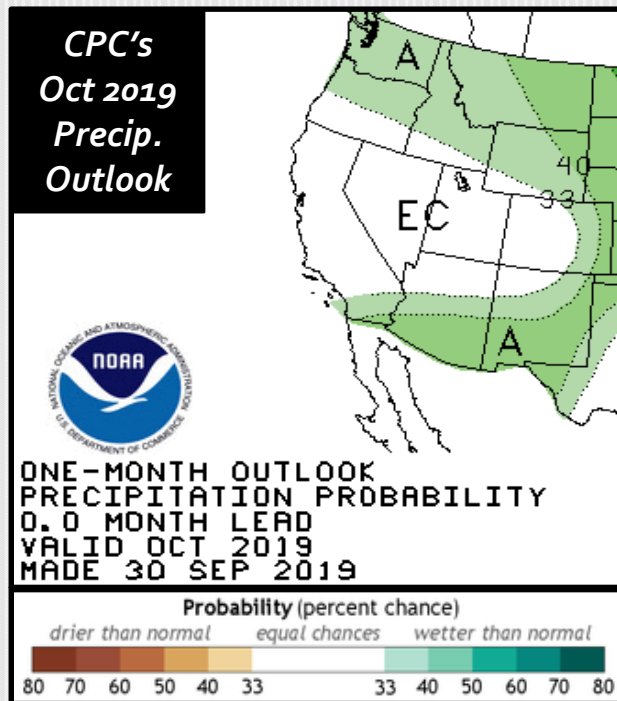 CPC's
Oct 2019
Precip.
Outlook
A
40
33
EC
A
NATIONAL OCEANIC AND ATMOSPHERIC ADMINISTRATION
NOAA
U.S. DEPARTMENT OF COMMERCE
ONE-MONTH OUTLOOK
PRECIPITATION PROBABILITY
0.0 MONTH LEAD
VALID OCT 2019
MADE 30 SEP 2019
Probability (percent chance)
drier than normal equal chances wetter than normal
80 70 60 50 40 33 33 40 50 60 70 80